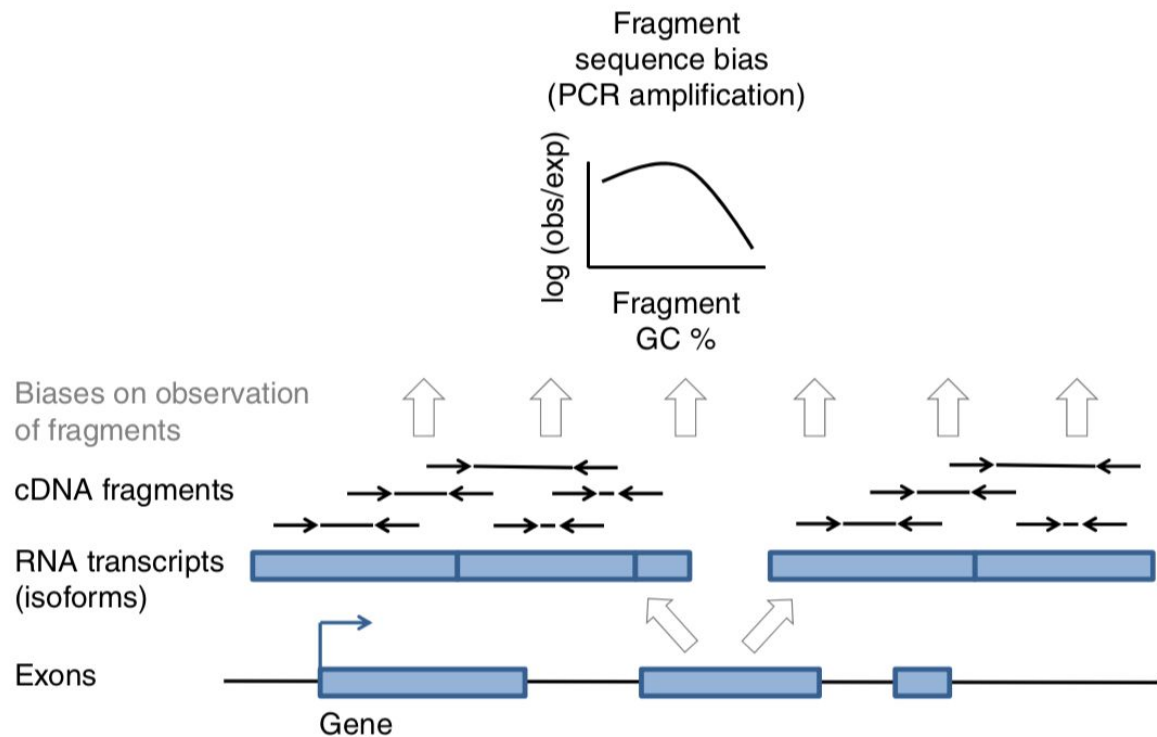 Fragment
sequence bias
(PCR amplification)
log (obs/exp)
Fragment
GC %
Biases on observation
of fragments
cDNA fragments
RNA transcripts
(isoforms)
Exons
Gene